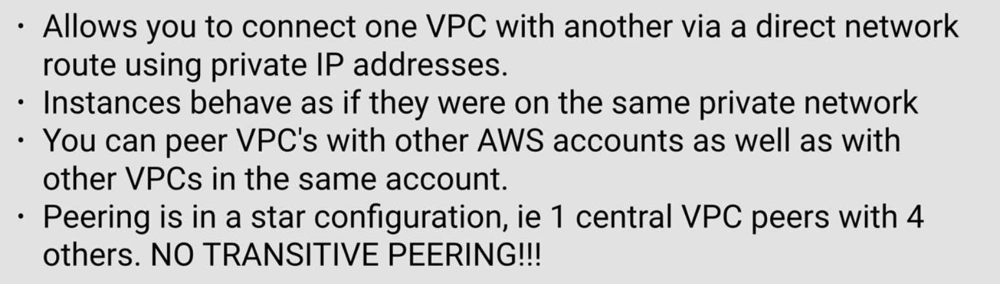 · Allows you to connect one VPC with another via a direct network
route using private IP addresses.
· Instances behave as if they were on the same private network
· You can peer VPC's with other AWS accounts as well as with
other VPCs in the same account.
· Peering is in a star configuration, ie 1 central VPC peers with 4
others. NO TRANSITIVE PEERING!!!